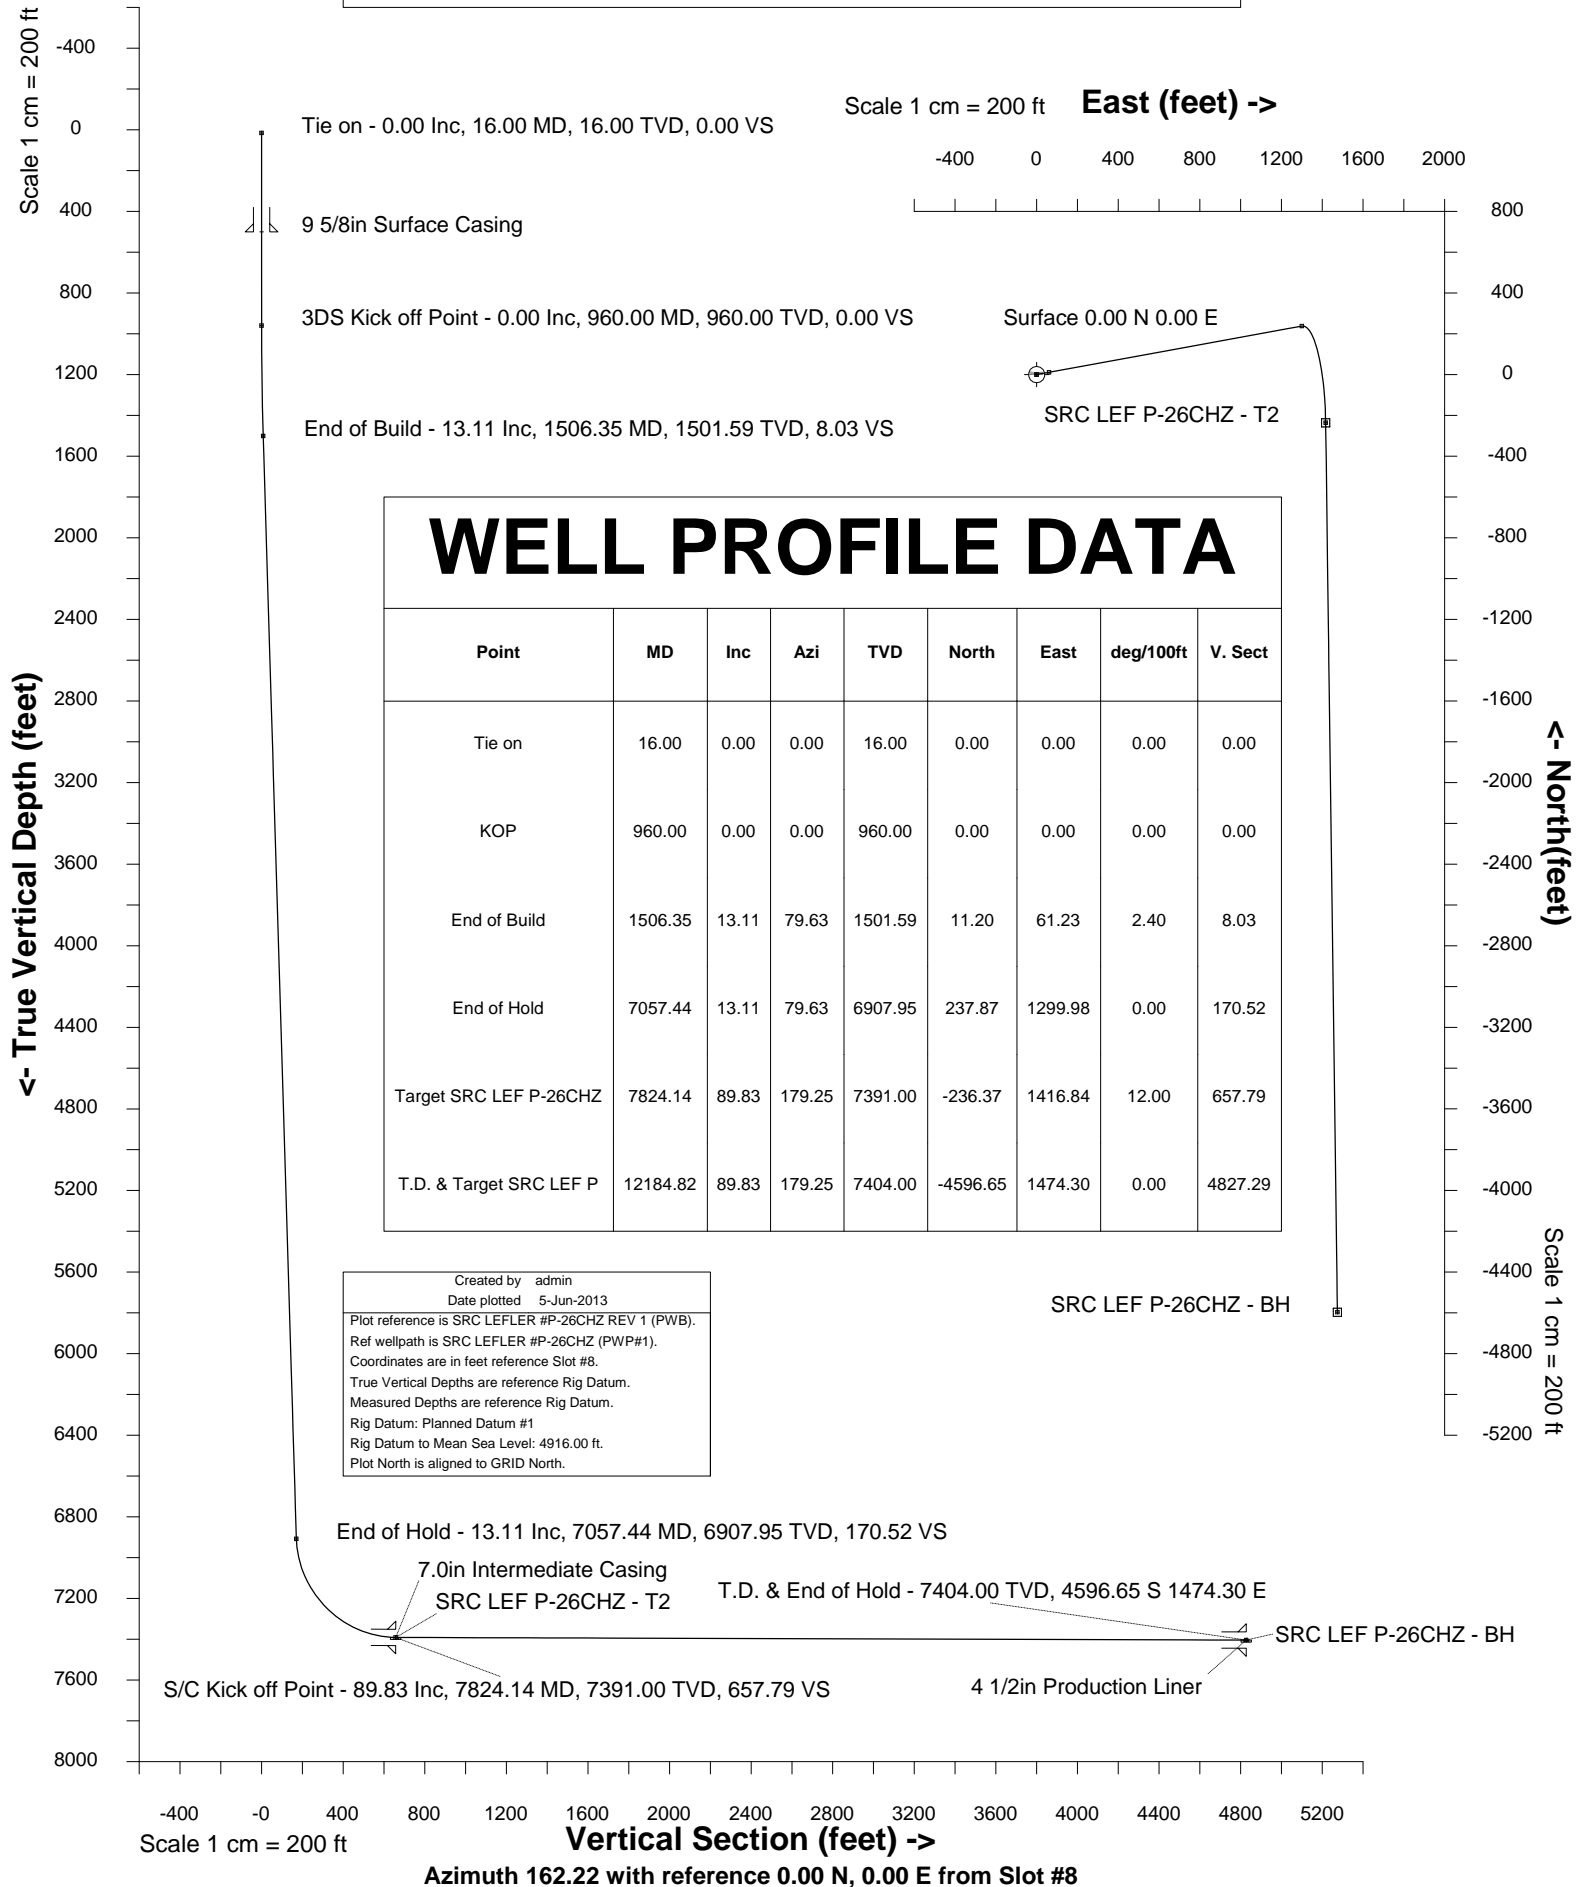 Scale 1 cm = 200 ft
-400
0
400
800
1200
1600
2000
2400
2800
3200
3600
4000
4400
4800
5200
5600
6000
6400
6800
7200
7600
8000
<- True Vertical Depth (feet)
Tie on - 0.00 Inc, 16.00 MD, 16.00 TVD, 0.00 VS
9 5/8in Surface Casing
3DS Kick off Point - 0.00 Inc, 960.00 MD, 960.00 TVD, 0.00 VS
End of Build - 13.11 Inc, 1506.35 MD, 1501.59 TVD, 8.03 VS
Scale 1 cm = 200 ft East (feet) ->
-400 0 400 800 1200 1600 2000
800
400
0
-400
-800
-1200
-1600
-2000
-2400
-2800
-3200
-3600
-4000
-4400
-4800
-5200
<- North(feet)
Scale 1 cm = 200 ft
Surface 0.00 N 0.00 E
SRC LEF P-26CHZ - T2
SRC LEF P-26CHZ - BH
WELL PROFILE DATA
Point MD Inc Azi TVD North East deg/100ft V. Sect
Tie on 16.00 0.00 0.00 16.00 0.00 0.00 0.00 0.00
KOP 960.00 0.00 0.00 960.00 0.00 0.00 0.00 0.00
End of Build 1506.35 13.11 79.63 1501.59 11.20 61.23 2.40 8.03
End of Hold 7057.44 13.11 79.63 6907.95 237.87 1299.98 0.00 170.52
Target SRC LEF P-26CHZ 7824.14 89.83 179.25 7391.00 -236.37 1416.84 12.00 657.79
T.D. & Target SRC LEF P 12184.82 89.83 179.25 7404.00 -4596.65 1474.30 0.00 4827.29
Created by admin
Date plotted 5-Jun-2013
Plot reference is SRC LEFLER #P-26CHZ REV 1 (PWB).
Ref wellpath is SRC LEFLER #P-26CHZ (PWP#1).
Coordinates are in feet reference Slot #8.
True Vertical Depths are reference Rig Datum.
Measured Depths are reference Rig Datum.
Rig Datum: Planned Datum #1
Rig Datum to Mean Sea Level: 4916.00 ft.
Plot North is aligned to GRID North.
End of Hold - 13.11 Inc, 7057.44 MD, 6907.95 TVD, 170.52 VS
7.0in Intermediate Casing
SRC LEF P-26CHZ - T2
T.D. & End of Hold - 7404.00 TVD, 4596.65 S 1474.30 E
SRC LEF P-26CHZ - BH
S/C Kick off Point - 89.83 Inc, 7824.14 MD, 7391.00 TVD, 657.79 VS
4 1/2in Production Liner
-400 -0 400 800 1200 1600 2000 2400 2800 3200 3600 4000 4400 4800 5200
Scale 1 cm = 200 ft Vertical Section (feet) ->
Azimuth 162.22 with reference 0.00 N, 0.00 E from Slot #8